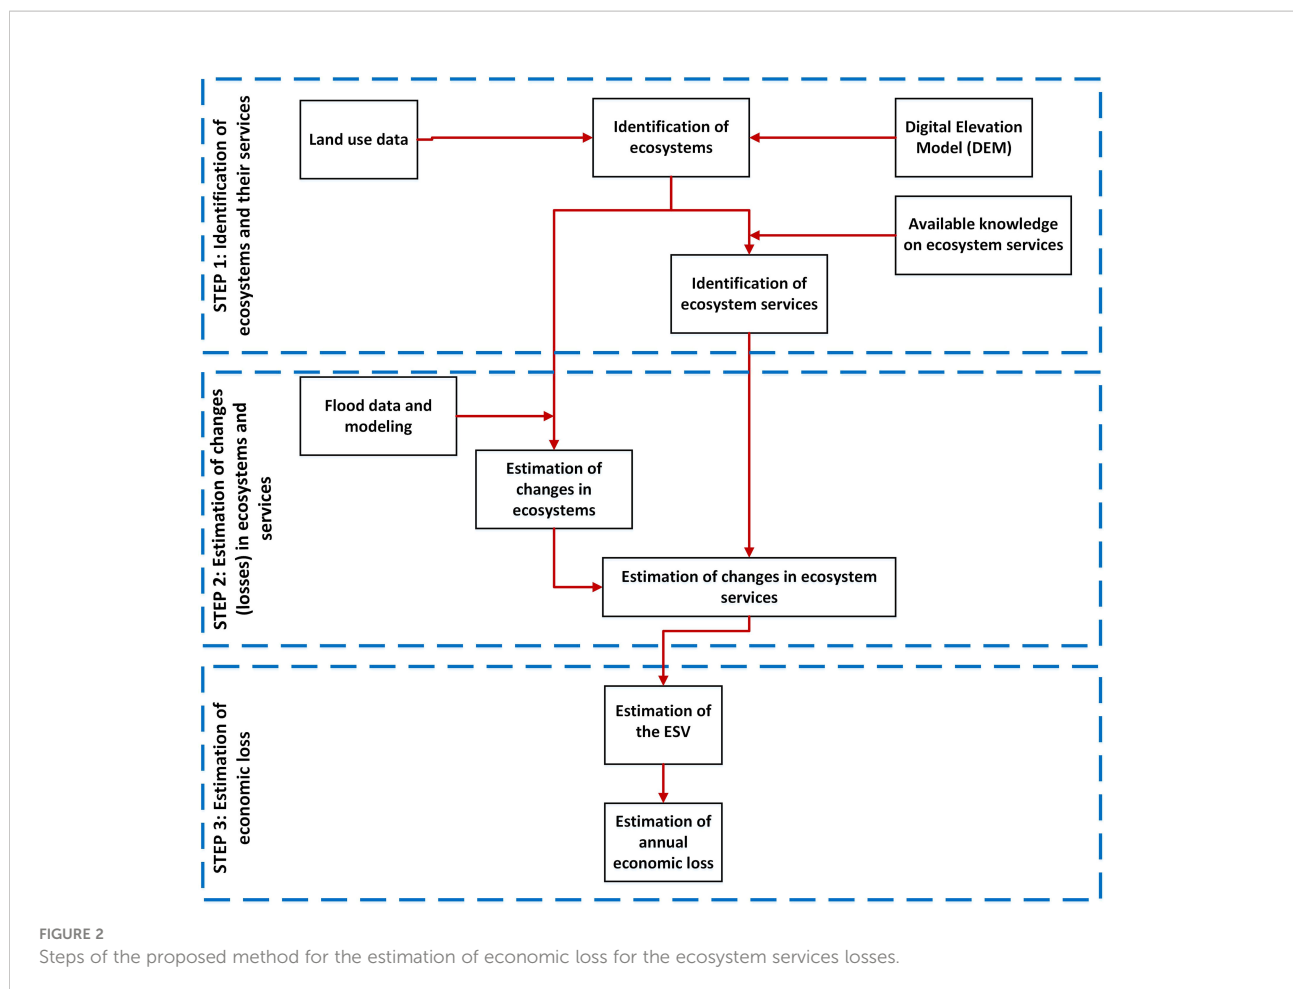 STEP 1: Identification of
ecosystems and their services
Land use data
Identification of
ecosystems
Digital Elevation
Model (DEM)
Available knowledge
on ecosystem services
Identification of
ecosystem services
STEP 2: Estimation of changes
(losses) in ecosystems and
services
Flood data and
modeling
Estimation of
changes in
ecosystems
Estimation of changes in ecosystem
services
STEP 3: Estimation of
economic loss
Estimation of
the ESV
Estimation of
annual
economic loss
FIGURE 2
Steps of the proposed method for the estimation of economic loss for the ecosystem services losses.